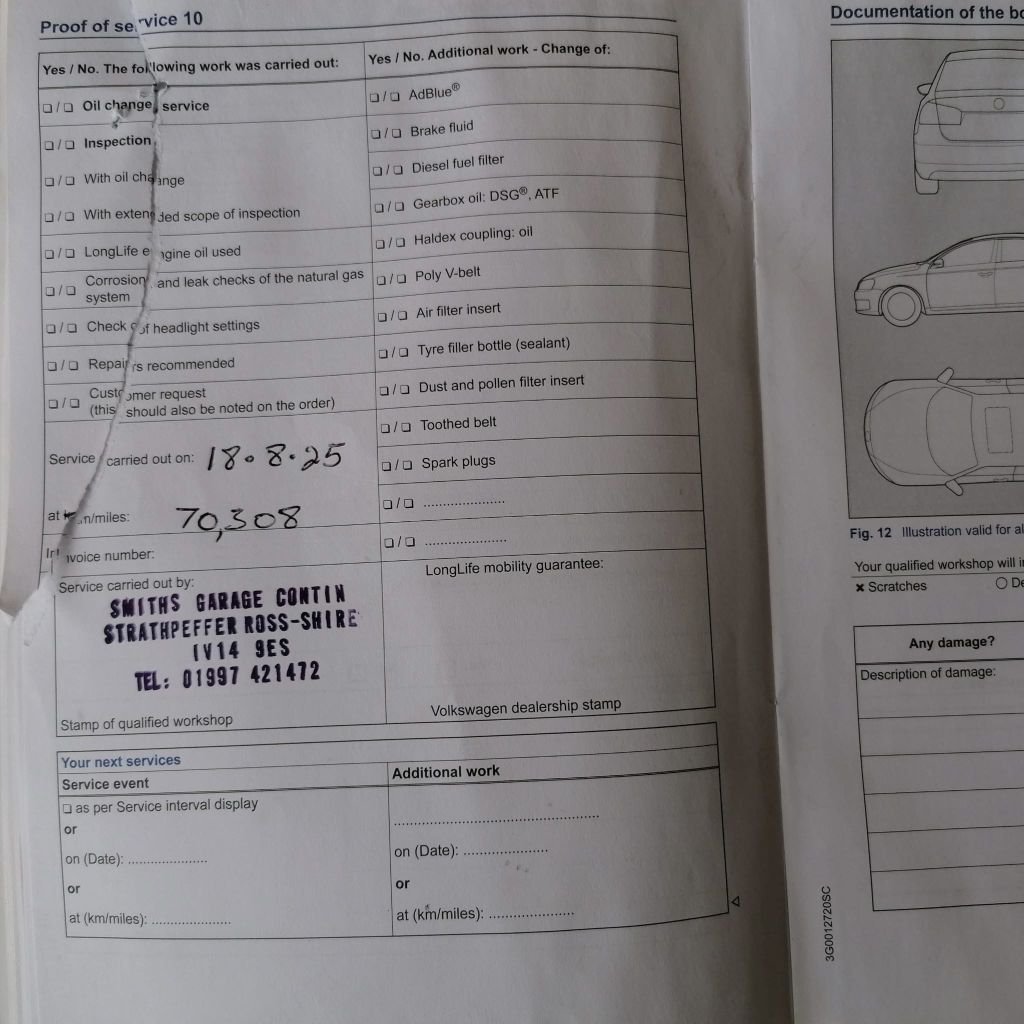 Proof of service 10
Yes / No. The following work was carried out:
❑ / ❑ Oil change service
❑ / ❑ Inspection
❑ / ❑ With oil change
❑ / ❑ With extended scope of inspection
❑ / ❑ LongLife engine oil used
❑ / ❑ Corrosion and leak checks of the natural gas
system
❑ / ❑ Check of headlight settings
❑ / ❑ Repairs recommended
❑ / ❑ Customer request
(this should also be noted on the order)
Service carried out on: 18.8.25
at km/miles: 70,308
Invoice number:
Service carried out by:
SMITHS GARAGE CONTIN
STRATHPEFFER ROSS-SHIRE
IV14 9ES
TEL: 01997 421472
Stamp of qualified workshop
Yes / No. Additional work - Change of:
❑ / ❑ AdBlue®
❑ / ❑ Brake fluid
❑ / ❑ Diesel fuel filter
❑ / ❑ Gearbox oil: DSG®, ATF
❑ / ❑ Haldex coupling: oil
❑ / ❑ Poly V-belt
❑ / ❑ Air filter insert
❑ / ❑ Tyre filler bottle (sealant)
❑ / ❑ Dust and pollen filter insert
❑ / ❑ Toothed belt
❑ / ❑ Spark plugs
❑ / ❑ .....................
❑ / ❑ .....................
LongLife mobility guarantee:
Volkswagen dealership stamp
Your next services
Service event
❑ as per Service interval display
or
on (Date): .....................
or
at (km/miles): .....................
Additional work
.....................................................
on (Date): .....................
or
at (km/miles): .....................
Documentation of the bo
Fig. 12 Illustration valid for al
Your qualified workshop will i
× Scratches
○ De
Any damage?
Description of damage:
3G0012720SC